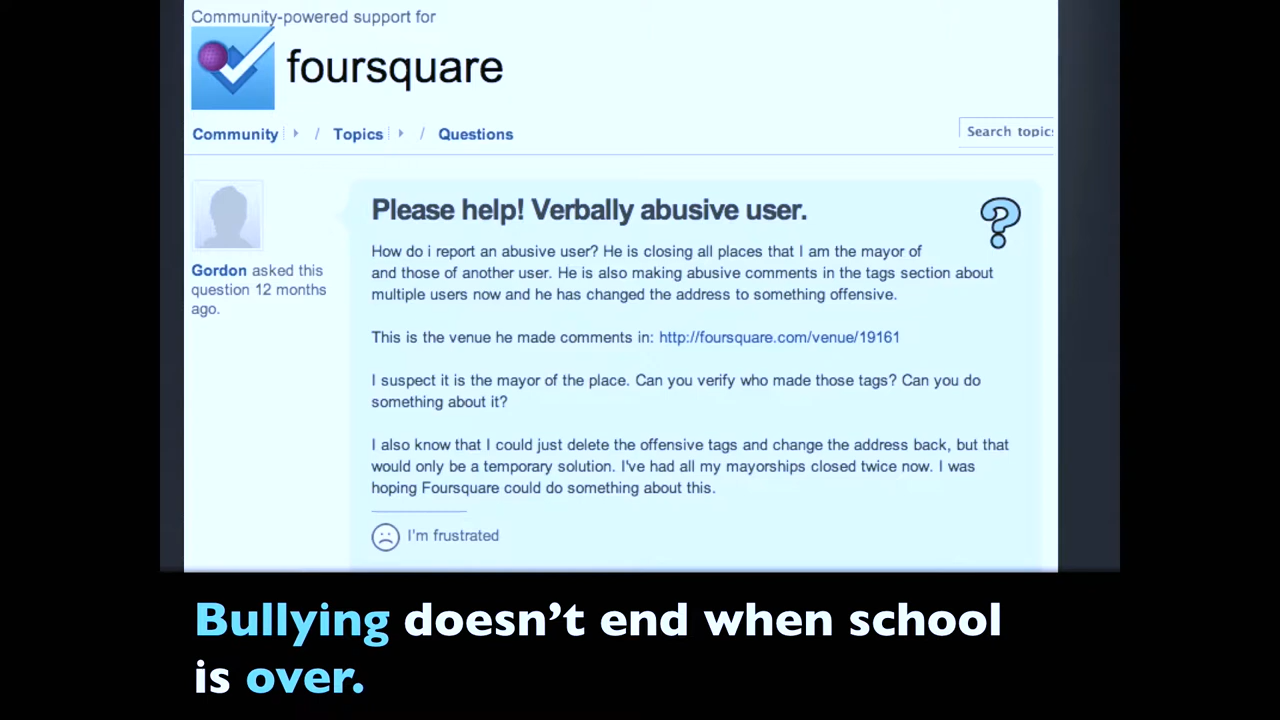 Community-powered support for
foursquare
Community / Topics / Questions
Search topics
Please help! Verbally abusive user.
How do i report an abusive user? He is closing all places that I am the mayor of
and those of another user. He is also making abusive comments in the tags section about
multiple users now and he has changed the address to something offensive.
Gordon asked this
question 12 months
ago.
This is the venue he made comments in: http://foursquare.com/venue/19161
I suspect it is the mayor of the place. Can you verify who made those tags? Can you do
something about it?
I also know that I could just delete the offensive tags and change the address back, but that
would only be a temporary solution. I've had all my mayorships closed twice now. I was
hoping Foursquare could do something about this.
I'm frustrated
Bullying doesn’t end when school
is over.